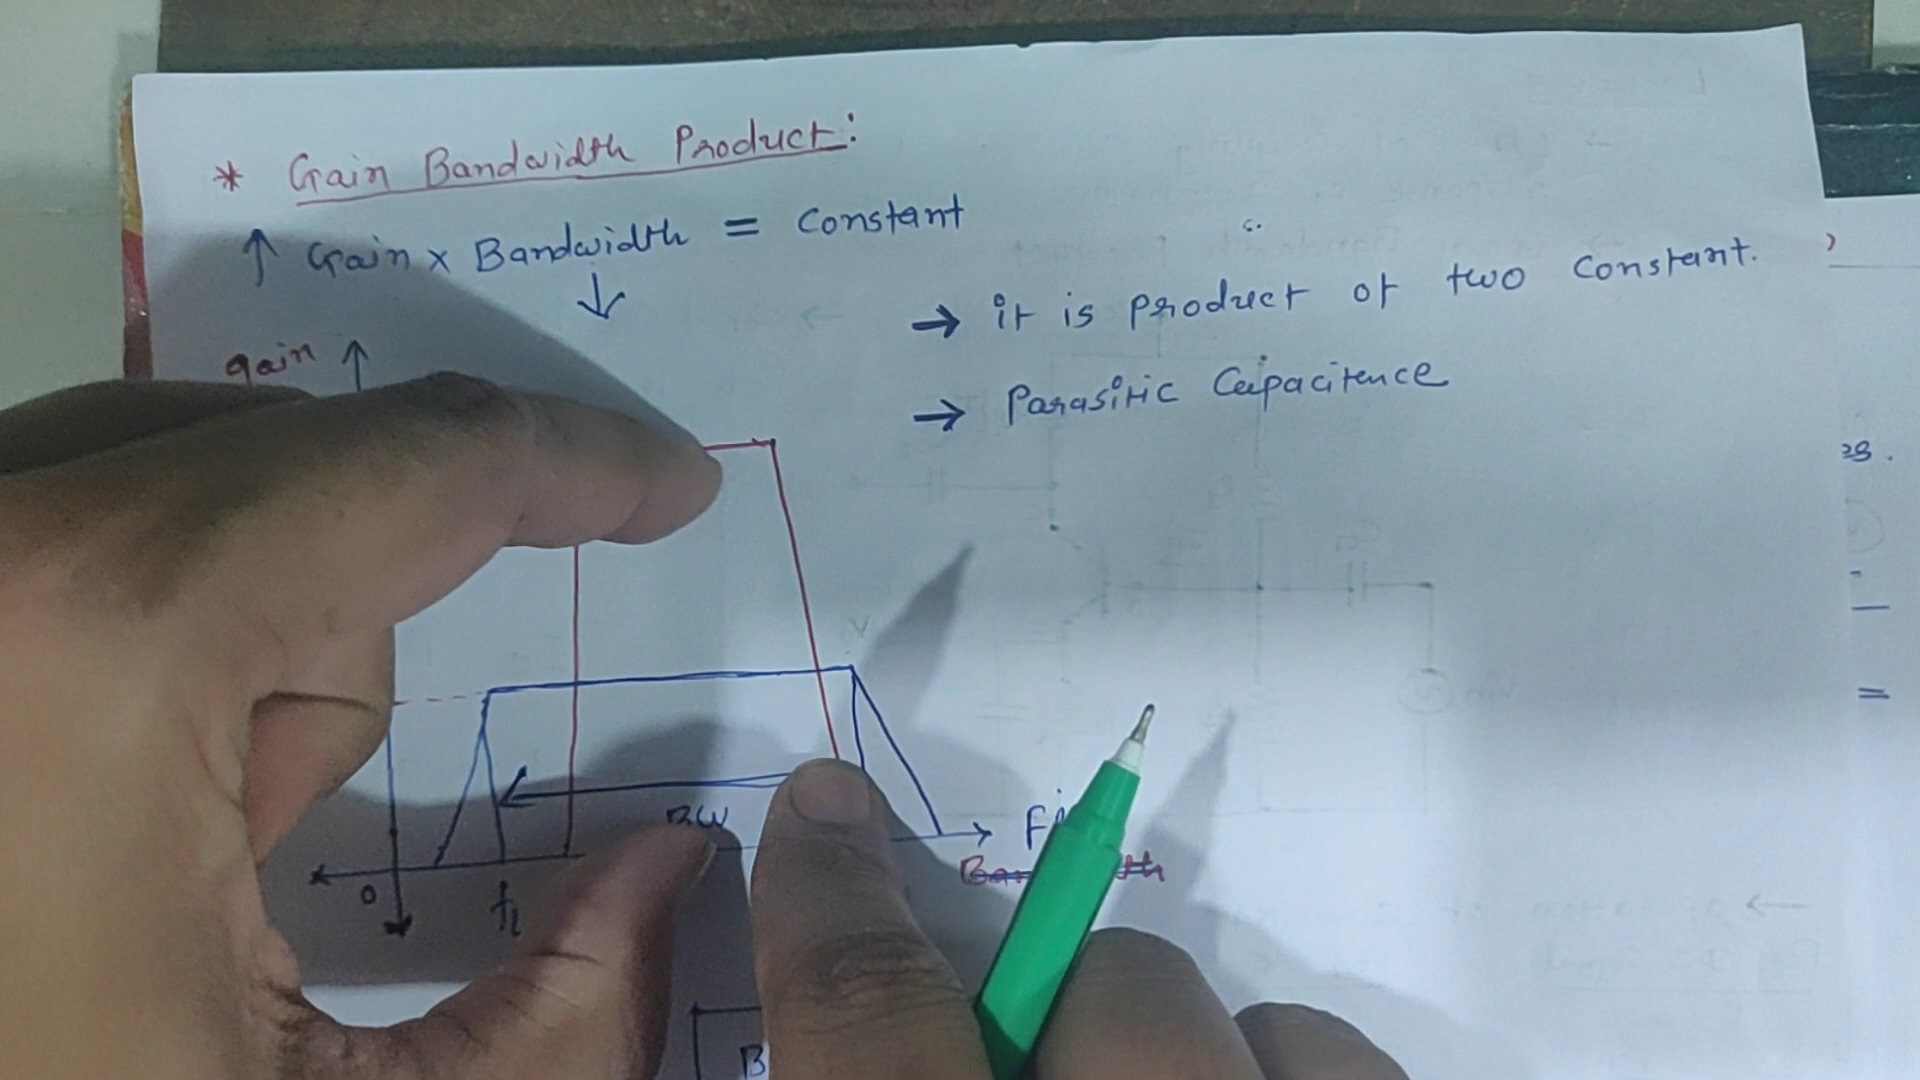 * Gain Bandwidth Product:
↑ Gain × Bandwidth = Constant
↓
→ it is product of two constant.
gain ↑
→ Parasitic Capacitence
BW
0
f1
B